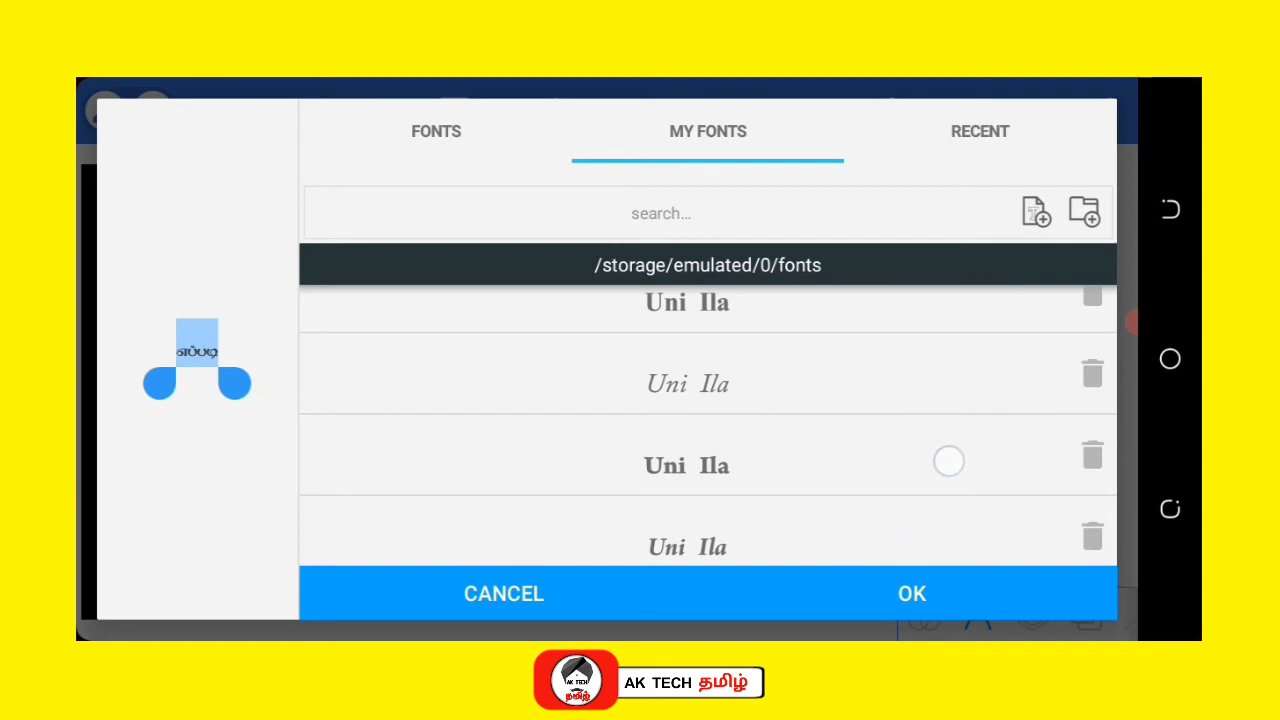 FONTS
MY FONTS
RECENT
search...
/storage/emulated/0/fonts
Uni Ila
Uni Ila
எப்படி
Uni Ila
Uni Ila
CANCEL
OK
AK TECH
தமிழ்
AK TECH தமிழ்